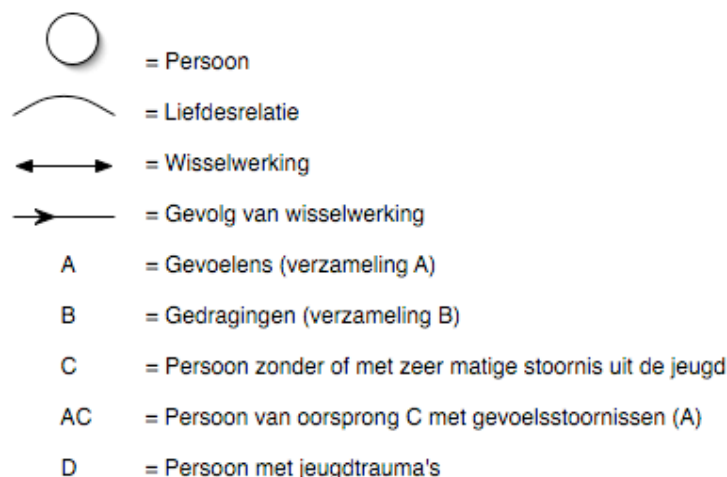 = Persoon
= Liefdesrelatie
= Wisselwerking
= Gevolg van wisselwerking
A = Gevoelens (verzameling A)
B = Gedragingen (verzameling B)
C = Persoon zonder of met zeer matige stoornis uit de jeugd
AC = Persoon van oorsprong C met gevoelsstoornissen (A)
D = Persoon met jeugdtrauma's